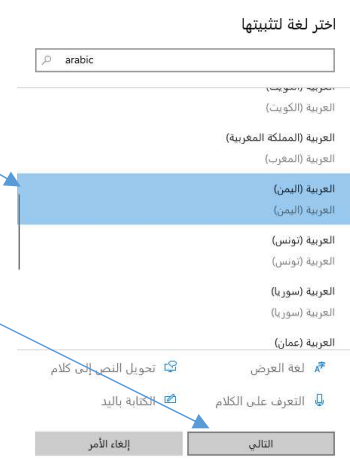 اختر لغة لتثبيتها
arabic
العربية (الكويت)
العربية (الكويت)
العربية (المملكة المغربية)
العربية (المغرب)
العربية (اليمن)
العربية (اليمن)
العربية (تونس)
العربية (تونس)
العربية (سوريا)
العربية (سوريا)
العربية (عمان)
لغة العرض تحويل النص إلى كلام
التعرف على الكلام الكتابة باليد
التالي إلغاء الأمر